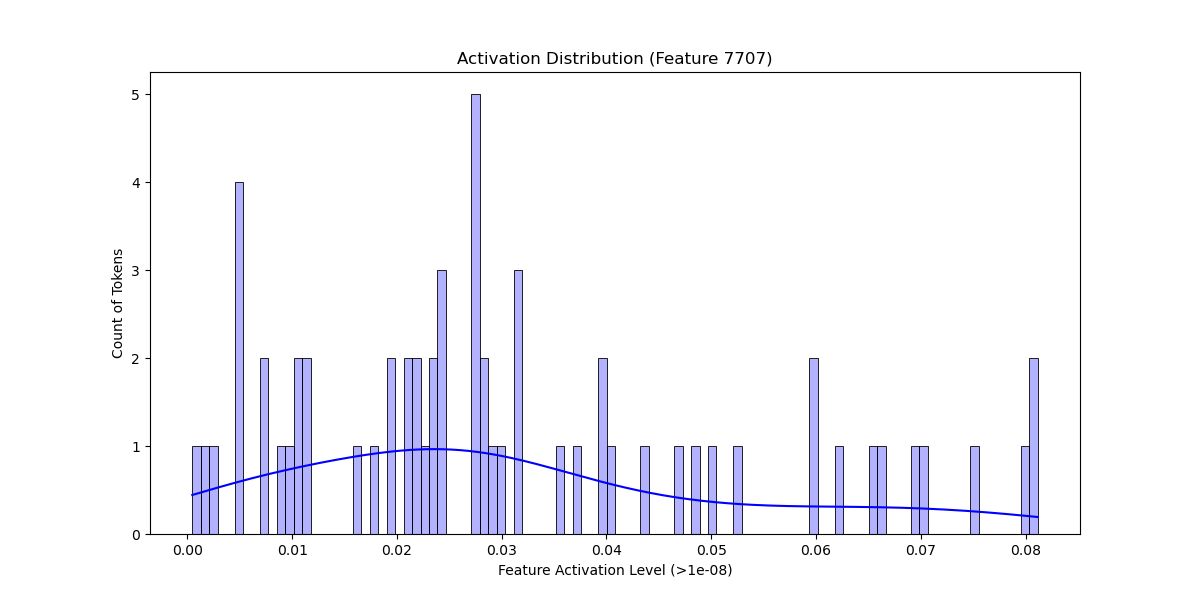 Activation Distribution (Feature 7707)
Count of Tokens
5
4
3
2
1
0
0.00 0.01 0.02 0.03 0.04 0.05 0.06 0.07 0.08
Feature Activation Level (>1e-08)